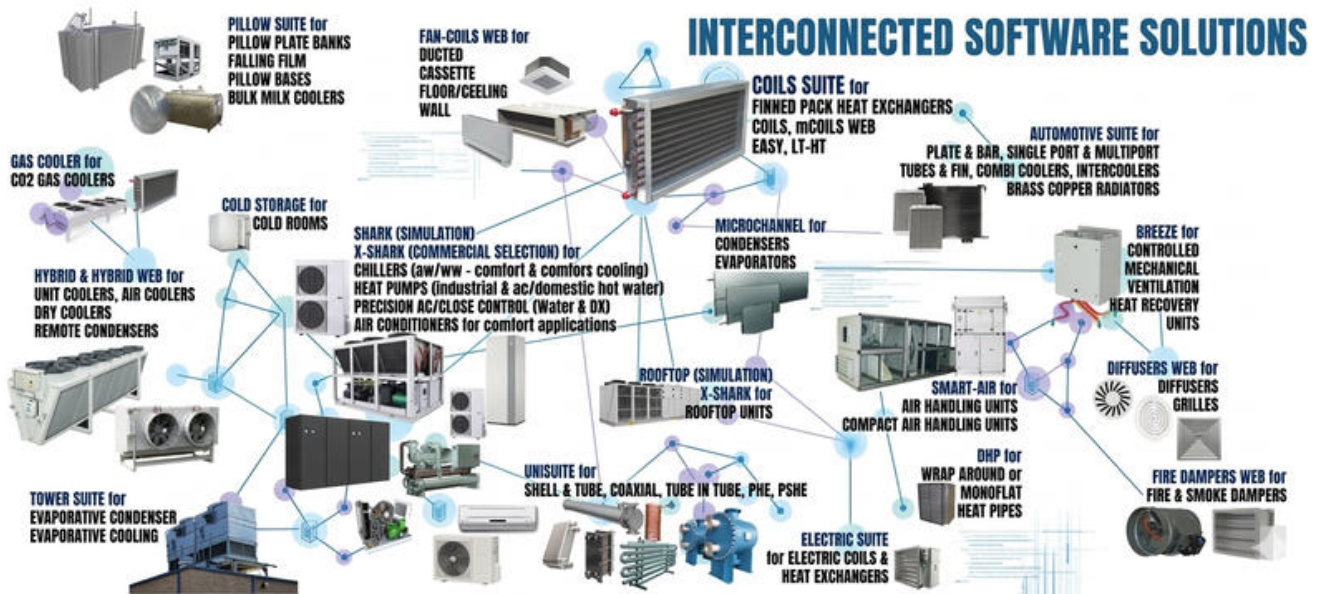 INTERCONNECTED SOFTWARE SOLUTIONS
PILLOW SUITE for
PILLOW PLATE BANKS
FALLING FILM
PILLOW BASES
BULK MILK COOLERS
FAN-COILS WEB for
DUCTED
CASSETTE
FLOOR/CEELING
WALL
COILS SUITE for
FINNED PACK HEAT EXCHANGERS
COILS, mCOILS WEB
EASY, LT-HT
AUTOMOTIVE SUITE for
PLATE & BAR, SINGLE PORT & MULTIPORT
TUBES & FIN, COMBI COOLERS, INTERCOOLERS
BRASS COPPER RADIATORS
GAS COOLER for
CO2 GAS COOLERS
COLD STORAGE for
COLD ROOMS
SHARK (SIMULATION)
X-SHARK (COMMERCIAL SELECTION) for
CHILLERS (aw/ww - comfort & comfors cooling)
HEAT PUMPS (industrial & ac/domestic hot water)
PRECISION AC/CLOSE CONTROL (Water & DX)
AIR CONDITIONERS for comfort applications
MICROCHANNEL for
CONDENSERS
EVAPORATORS
BREEZE for
CONTROLLED
MECHANICAL
VENTILATION
HEAT RECOVERY
UNITS
HYBRID & HYBRID WEB for
UNIT COOLERS, AIR COOLERS
DRY COOLERS
REMOTE CONDENSERS
ROOFTOP (SIMULATION)
X-SHARK for
ROOFTOP UNITS
SMART-AIR for
AIR HANDLING UNITS
COMPACT AIR HANDLING UNITS
DIFFUSERS WEB for
DIFFUSERS
GRILLES
UNISUITE for
SHELL & TUBE, COAXIAL, TUBE IN TUBE, PHE, PSHE
DHP for
WRAP AROUND or
MONOFLAT
HEAT PIPES
FIRE DAMPERS WEB for
FIRE & SMOKE DAMPERS
TOWER SUITE for
EVAPORATIVE CONDENSER
EVAPORATIVE COOLING
ELECTRIC SUITE
for ELECTRIC COILS &
HEAT EXCHANGERS